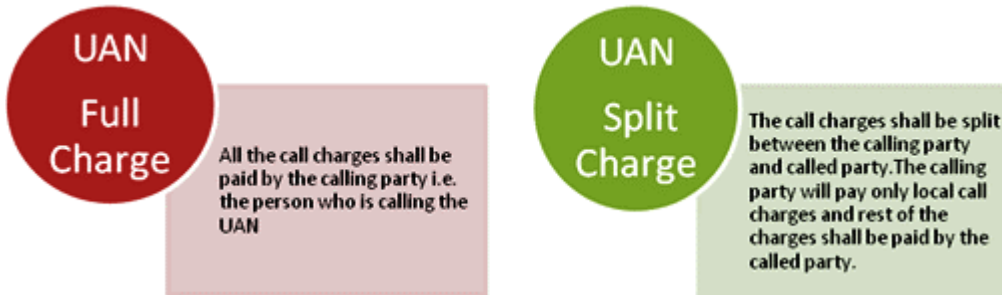 UAN
Full
Charge
All the call charges shall be
paid by the calling party i.e.
the person who is calling the
UAN
UAN
Split
Charge
The call charges shall be split
between the calling party
and called party.The calling
party will pay only local call
charges and rest of the
charges shall be paid by the
called party.